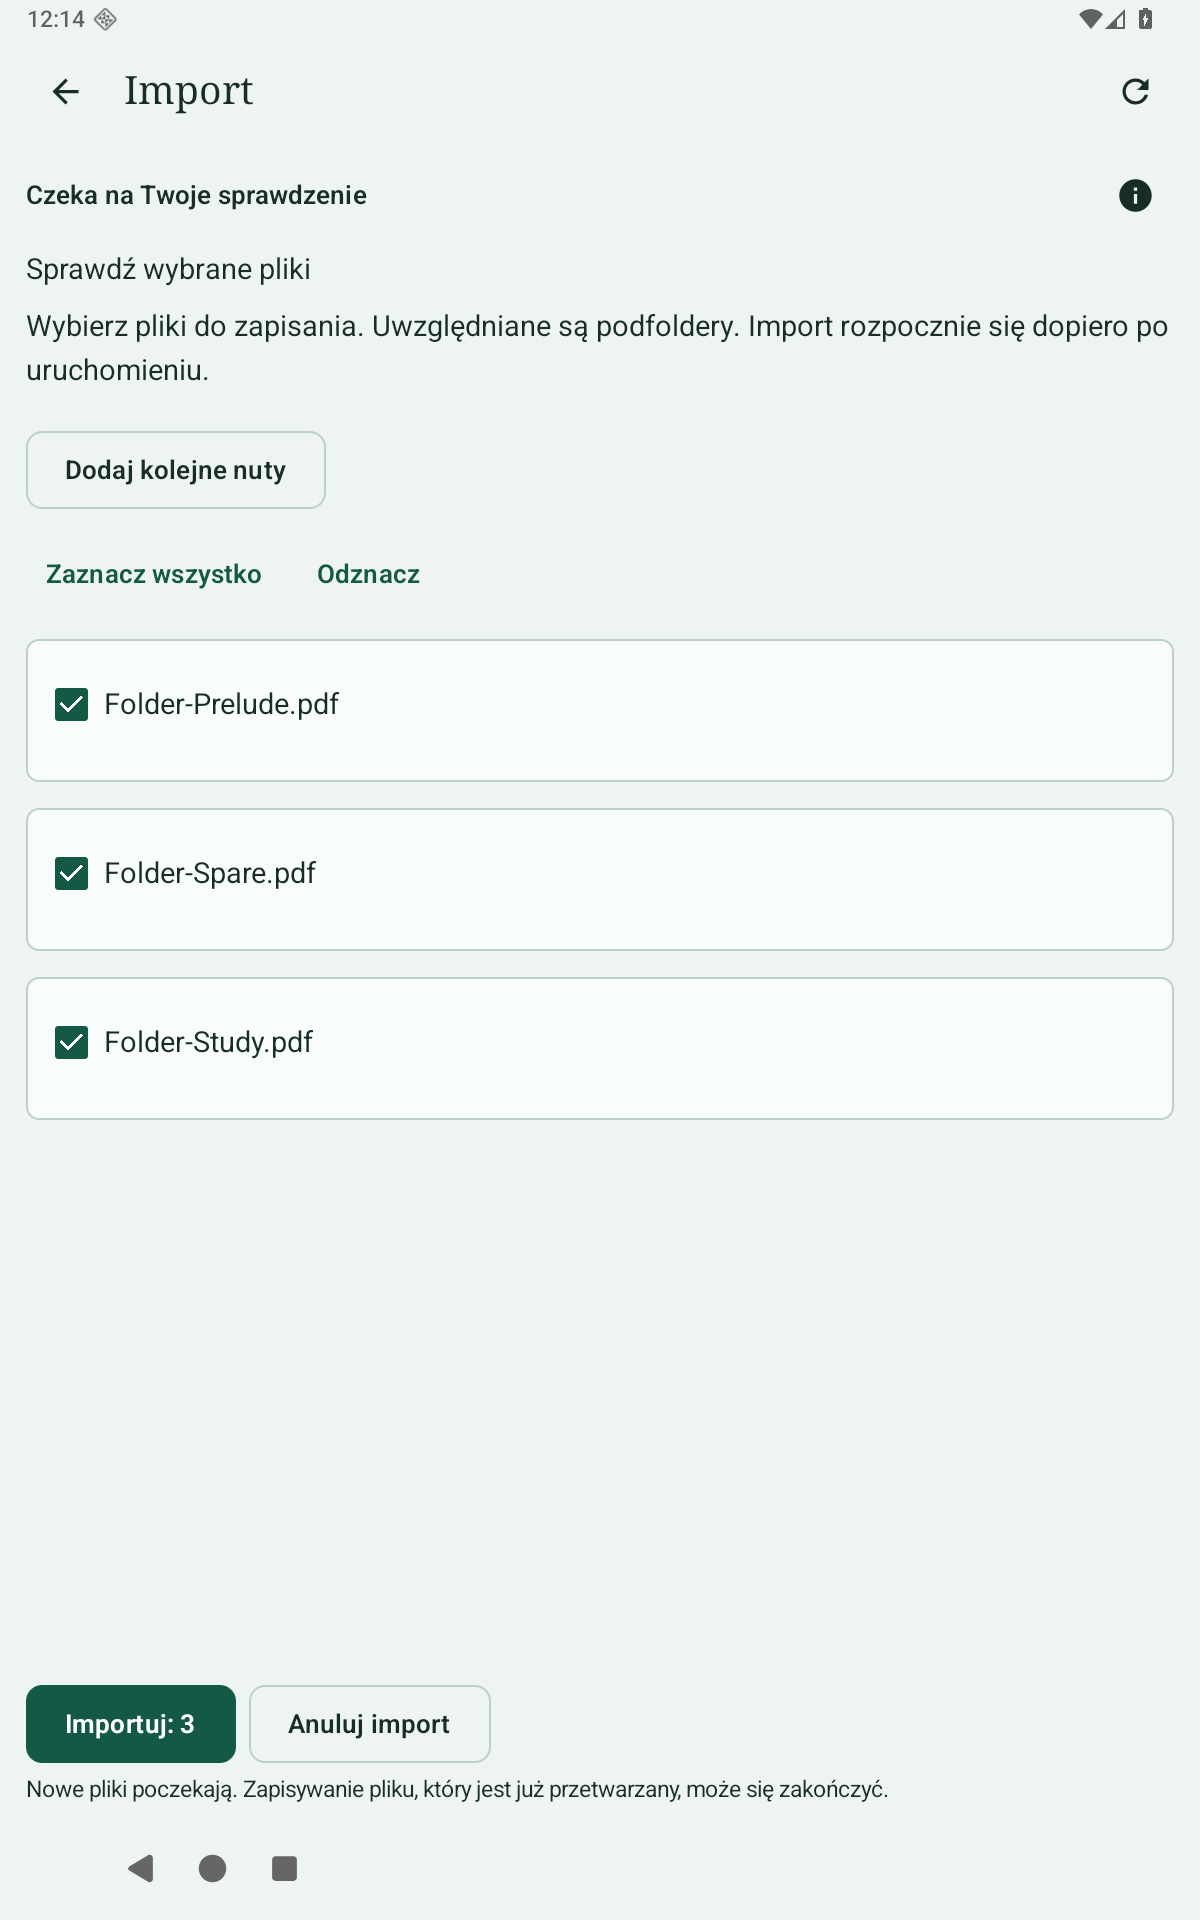 12:14
Import
Czeka na Twoje sprawdzenie
Sprawdź wybrane pliki
Wybierz pliki do zapisania. Uwzględniane są podfoldery. Import rozpocznie się dopiero po
uruchomieniu.
Dodaj kolejne nuty
Zaznacz wszystko Odznacz
Folder-Prelude.pdf
Folder-Spare.pdf
Folder-Study.pdf
Importuj: 3 Anuluj import
Nowe pliki poczekają. Zapisywanie pliku, który jest już przetwarzany, może się zakończyć.